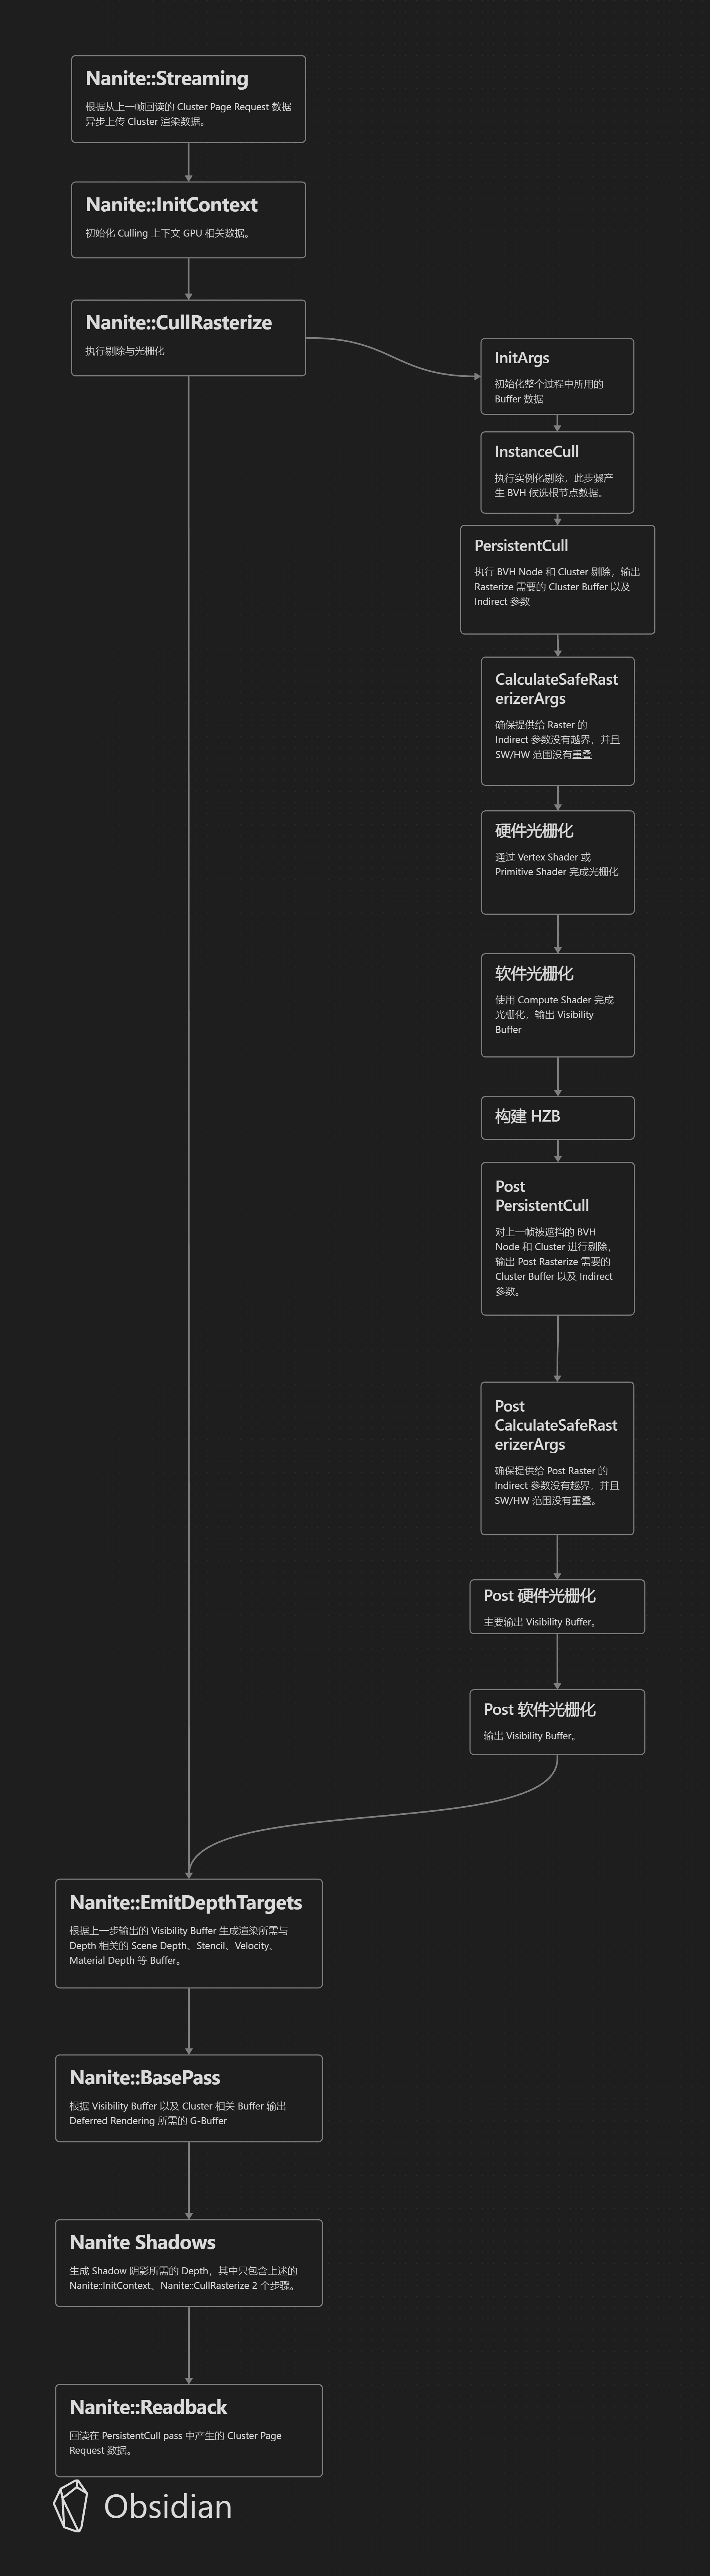 Nanite::Streaming
根据从上一帧回读的 Cluster Page Request 数据
异步上传 Cluster 渲染数据。
Nanite::InitContext
初始化 Culling 上下文 GPU 相关数据。
Nanite::CullRasterize
执行剔除与光栅化
InitArgs
初始化整个过程中所用的
Buffer 数据
InstanceCull
执行实例化剔除，此步骤产
生 BVH 候选根节点数据。
PersistentCull
执行 BVH Node 和 Cluster 剔除，输出
Rasterize 需要的 Cluster Buffer 以及
Indirect 参数
CalculateSafeRast
erizerArgs
确保提供给 Raster 的
Indirect 参数没有越界，并且
SW/HW 范围没有重叠
硬件光栅化
通过 Vertex Shader 或
Primitive Shader 完成光栅化
软件光栅化
使用 Compute Shader 完成
光栅化，输出 Visibility
Buffer
构建 HZB
Post
PersistentCull
对上一帧被遮挡的 BVH
Node 和 Cluster 进行剔除，
输出 Post Rasterize 需要的
Cluster Buffer 以及 Indirect
参数。
Post
CalculateSafeRast
erizerArgs
确保提供给 Post Raster 的
Indirect 参数没有越界，并且
SW/HW 范围没有重叠。
Post 硬件光栅化
主要输出 Visibility Buffer。
Post 软件光栅化
输出 Visibility Buffer。
Nanite::EmitDepthTargets
根据上一步输出的 Visibility Buffer 生成渲染所需与
Depth 相关的 Scene Depth、Stencil、Velocity、
Material Depth 等 Buffer。
Nanite::BasePass
根据 Visibility Buffer 以及 Cluster 相关 Buffer 输出
Deferred Rendering 所需的 G-Buffer
Nanite Shadows
生成 Shadow 阴影所需的 Depth，其中只包含上述的
Nanite::InitContext、Nanite::CullRasterize 2 个步骤。
Nanite::Readback
回读在 PersistentCull pass 中产生的 Cluster Page
Request 数据。
Obsidian